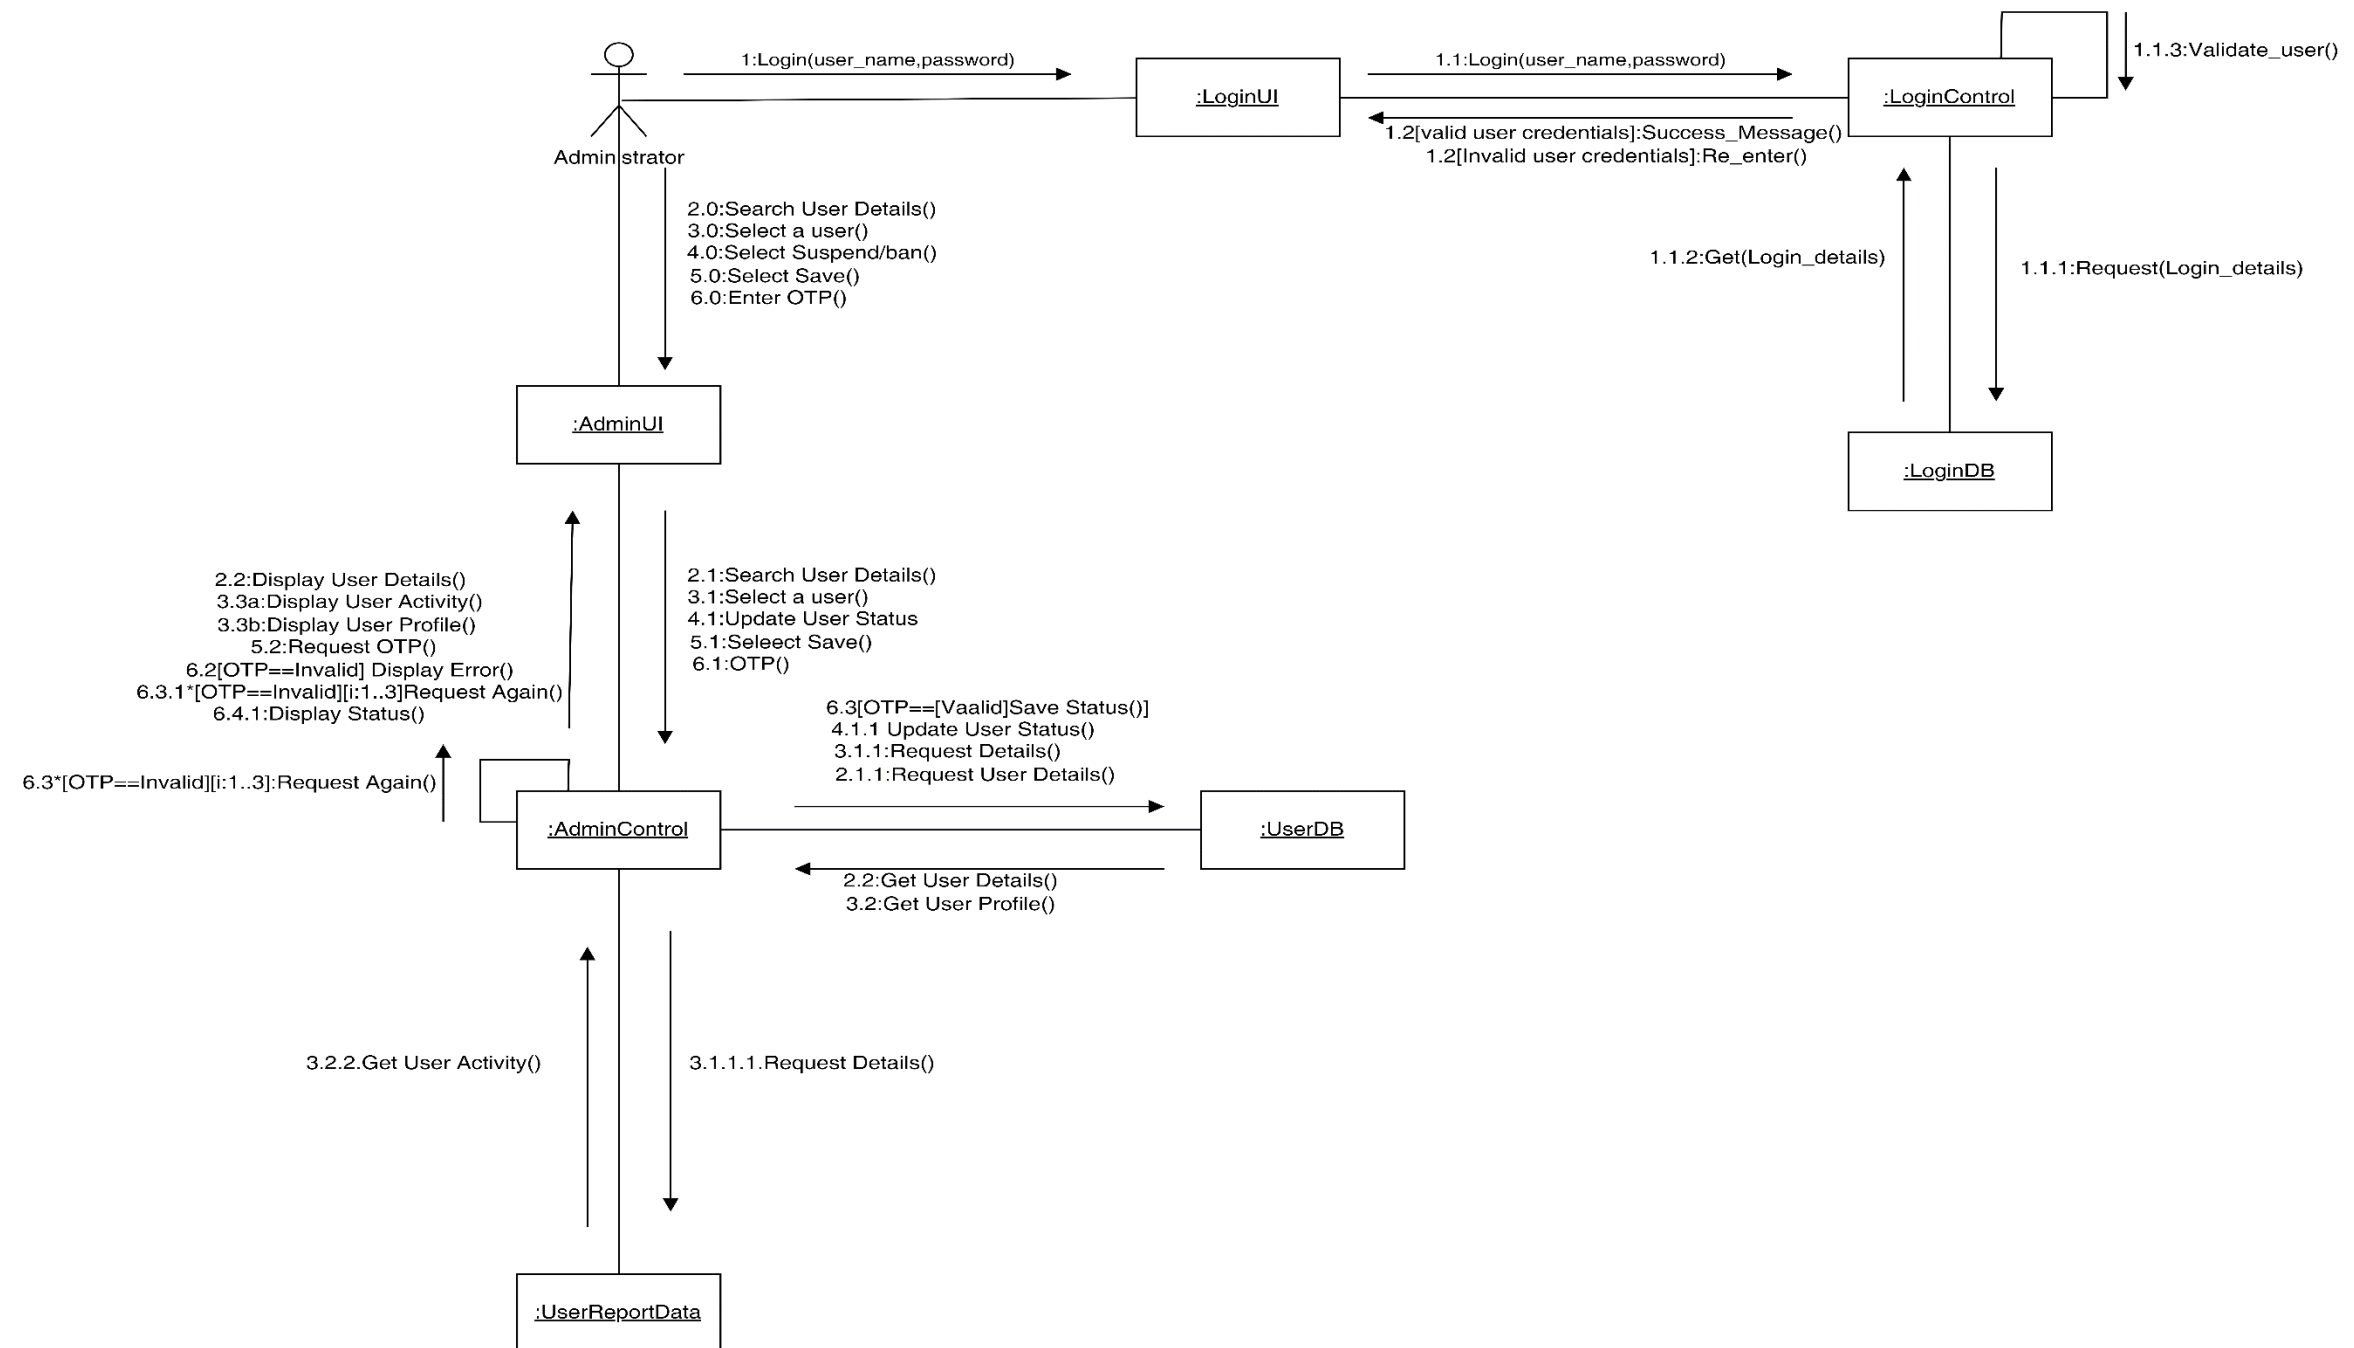 1:Login(user_name,password)
:LoginUI
1.1:Login(user_name,password)
1.2[valid user credentials]:Success_Message()
1.2[Invalid user credentials]:Re_enter()
:LoginControl
1.1.3:Validate_user()
Administrator
2.0:Search User Details()
3.0:Select a user()
4.0:Select Suspend/ban()
5.0:Select Save()
6.0:Enter OTP()
1.1.2:Get(Login_details)
1.1.1:Request(Login_details)
:AdminUI
:LoginDB
2.2:Display User Details()
3.3a:Display User Activity()
3.3b:Display User Profile()
5.2:Request OTP()
6.2[OTP==Invalid] Display Error()
6.3.1*[OTP==Invalid][i:1..3]Request Again()
6.4.1:Display Status()
2.1:Search User Details()
3.1:Select a user()
4.1:Update User Status
5.1:Seleect Save()
6.1:OTP()
6.3[OTP==[Vaalid]Save Status()]
4.1.1 Update User Status()
3.1.1:Request Details()
2.1.1:Request User Details()
6.3*[OTP==Invalid][i:1..3]:Request Again()
:AdminControl
:UserDB
2.2:Get User Details()
3.2:Get User Profile()
3.2.2.Get User Activity()
3.1.1.1.Request Details()
:UserReportData